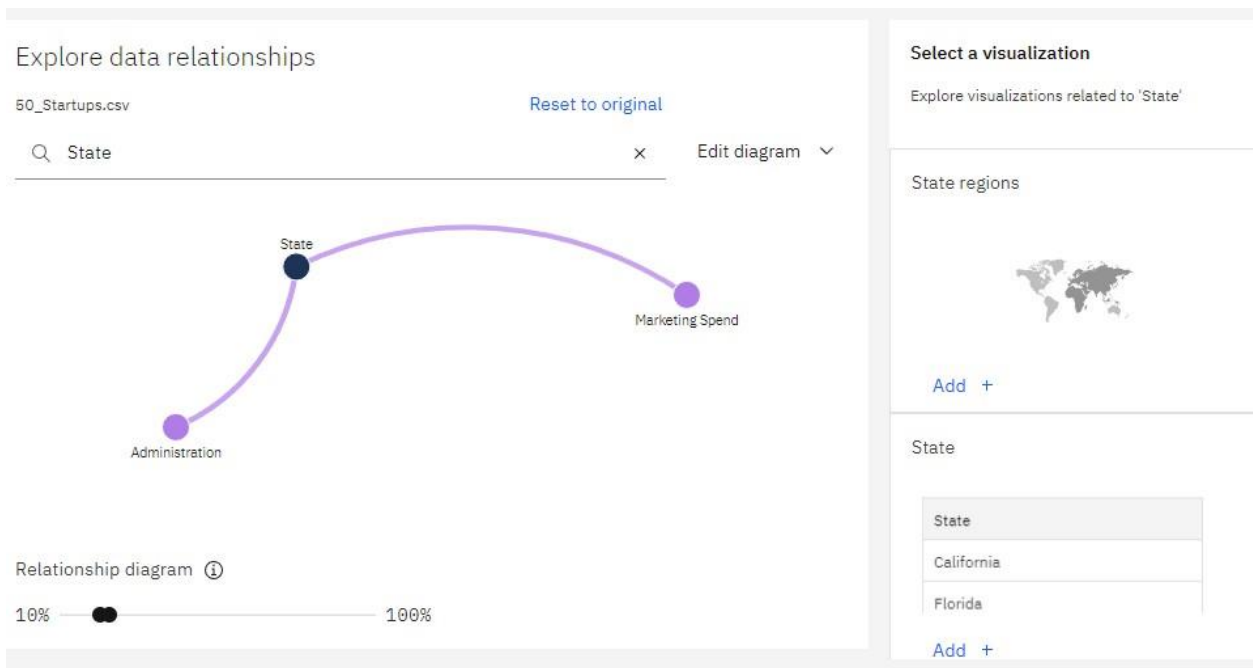 Explore data relationships
50_Startups.csv
Reset to original
State
Edit diagram
State
Marketing Spend
Administration
Relationship diagram
10%
100%
Select a visualization
Explore visualizations related to 'State'
State regions
Add +
State
State
California
Florida
Add +